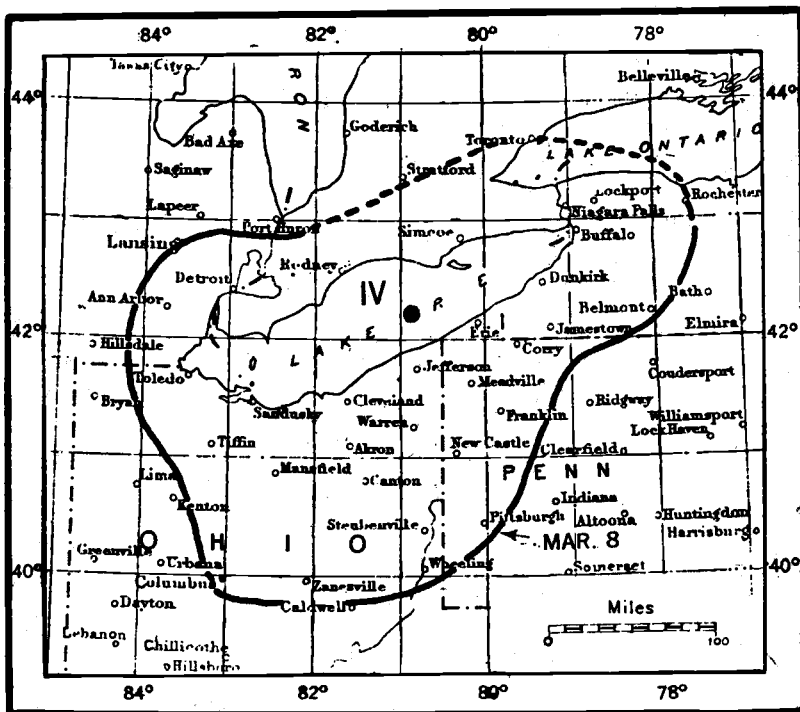 84° 82° 80° 78°
44° 44°
Belleville
Bad Axe
Goderich
Toronto
LAKE ONTARIO
Saginaw
Stratford
Lapeer
Port Huron
Lockport
Rochester
Niagara Falls
Lansing
Simcoe
Buffalo
Detroit
Rodney
IV
Dunkirk
Ann Arbor
Belmont
Bath
LAKE
Erie
Jamestown
Elmira
42° 42°
Hillsdale
Corry
Toledo
Jefferson
Coudersport
Meadville
Bryan
Sandusky
Cleveland
Franklin
Ridgway
Williamsport
Warren
Lock Haven
Tiffin
Akron
New Castle
Clearfield
Lima
Mansfield
PENN
Canton
Kenton
Indiana
Steubenville
Pittsburgh
Altoona
Huntingdon
OHIO
Harrisburg
MAR. 8
Greenville
Urbana
Wheeling
Somerset
40° 40°
Columbus
Zanesville
Dayton
Caldwell
Miles
Lebanon
0 100
Chillicothe
Hillsboro
84° 82° 80° 78°